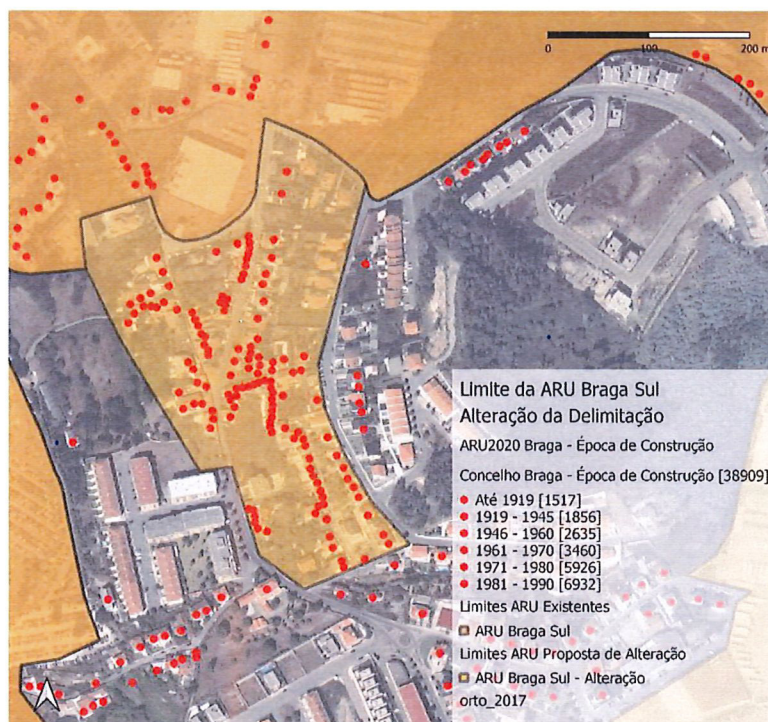 0 100 200 m
Limite da ARU Braga Sul
Alteração da Delimitação
ARU2020 Braga - Época de Construção
Concelho Braga - Época de Construção [38909]
Até 1919 [1517]
1919 - 1945 [1856]
1946 - 1960 [2635]
1961 - 1970 [3460]
1971 - 1980 [5926]
1981 - 1990 [6932]
Limites ARU Existentes
ARU Braga Sul
Limites ARU Proposta de Alteração
ARU Braga Sul - Alteração
orto_2017